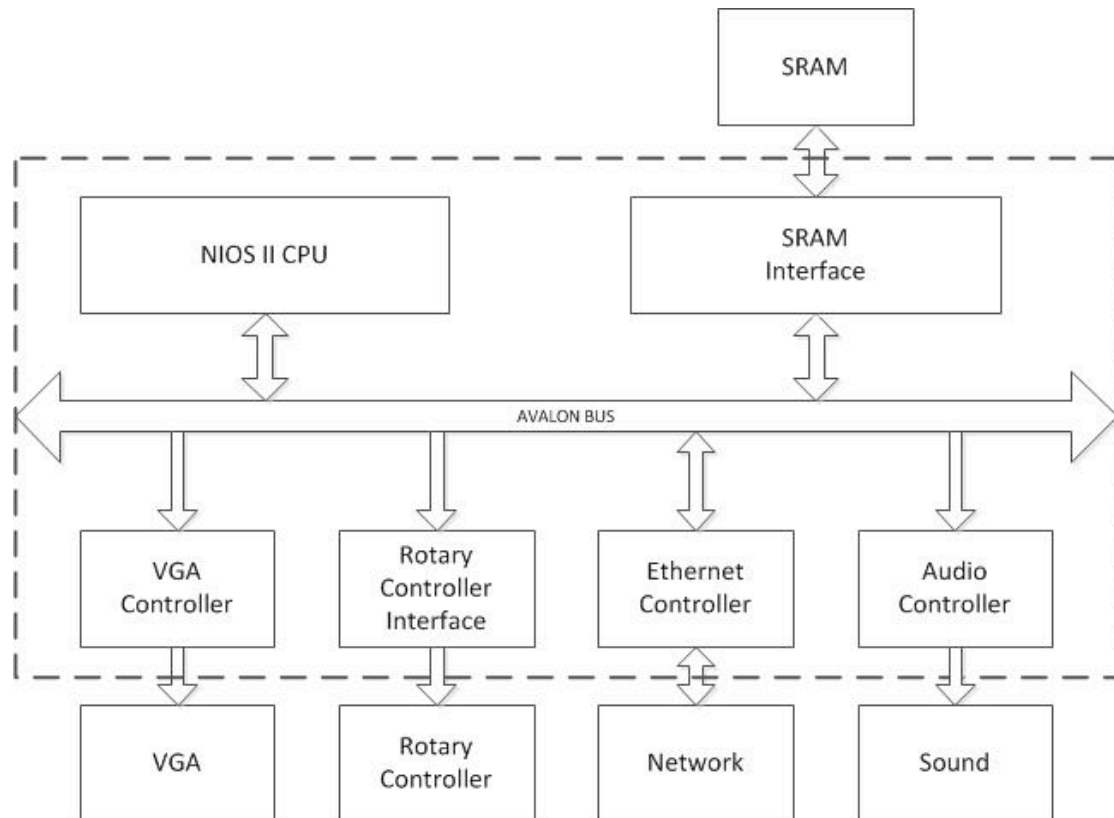 SRAM
NIOS II CPU
SRAM
Interface
AVALON BUS
VGA
Controller
Rotary
Controller
Interface
Ethernet
Controller
Audio
Controller
VGA
Rotary
Controller
Network
Sound